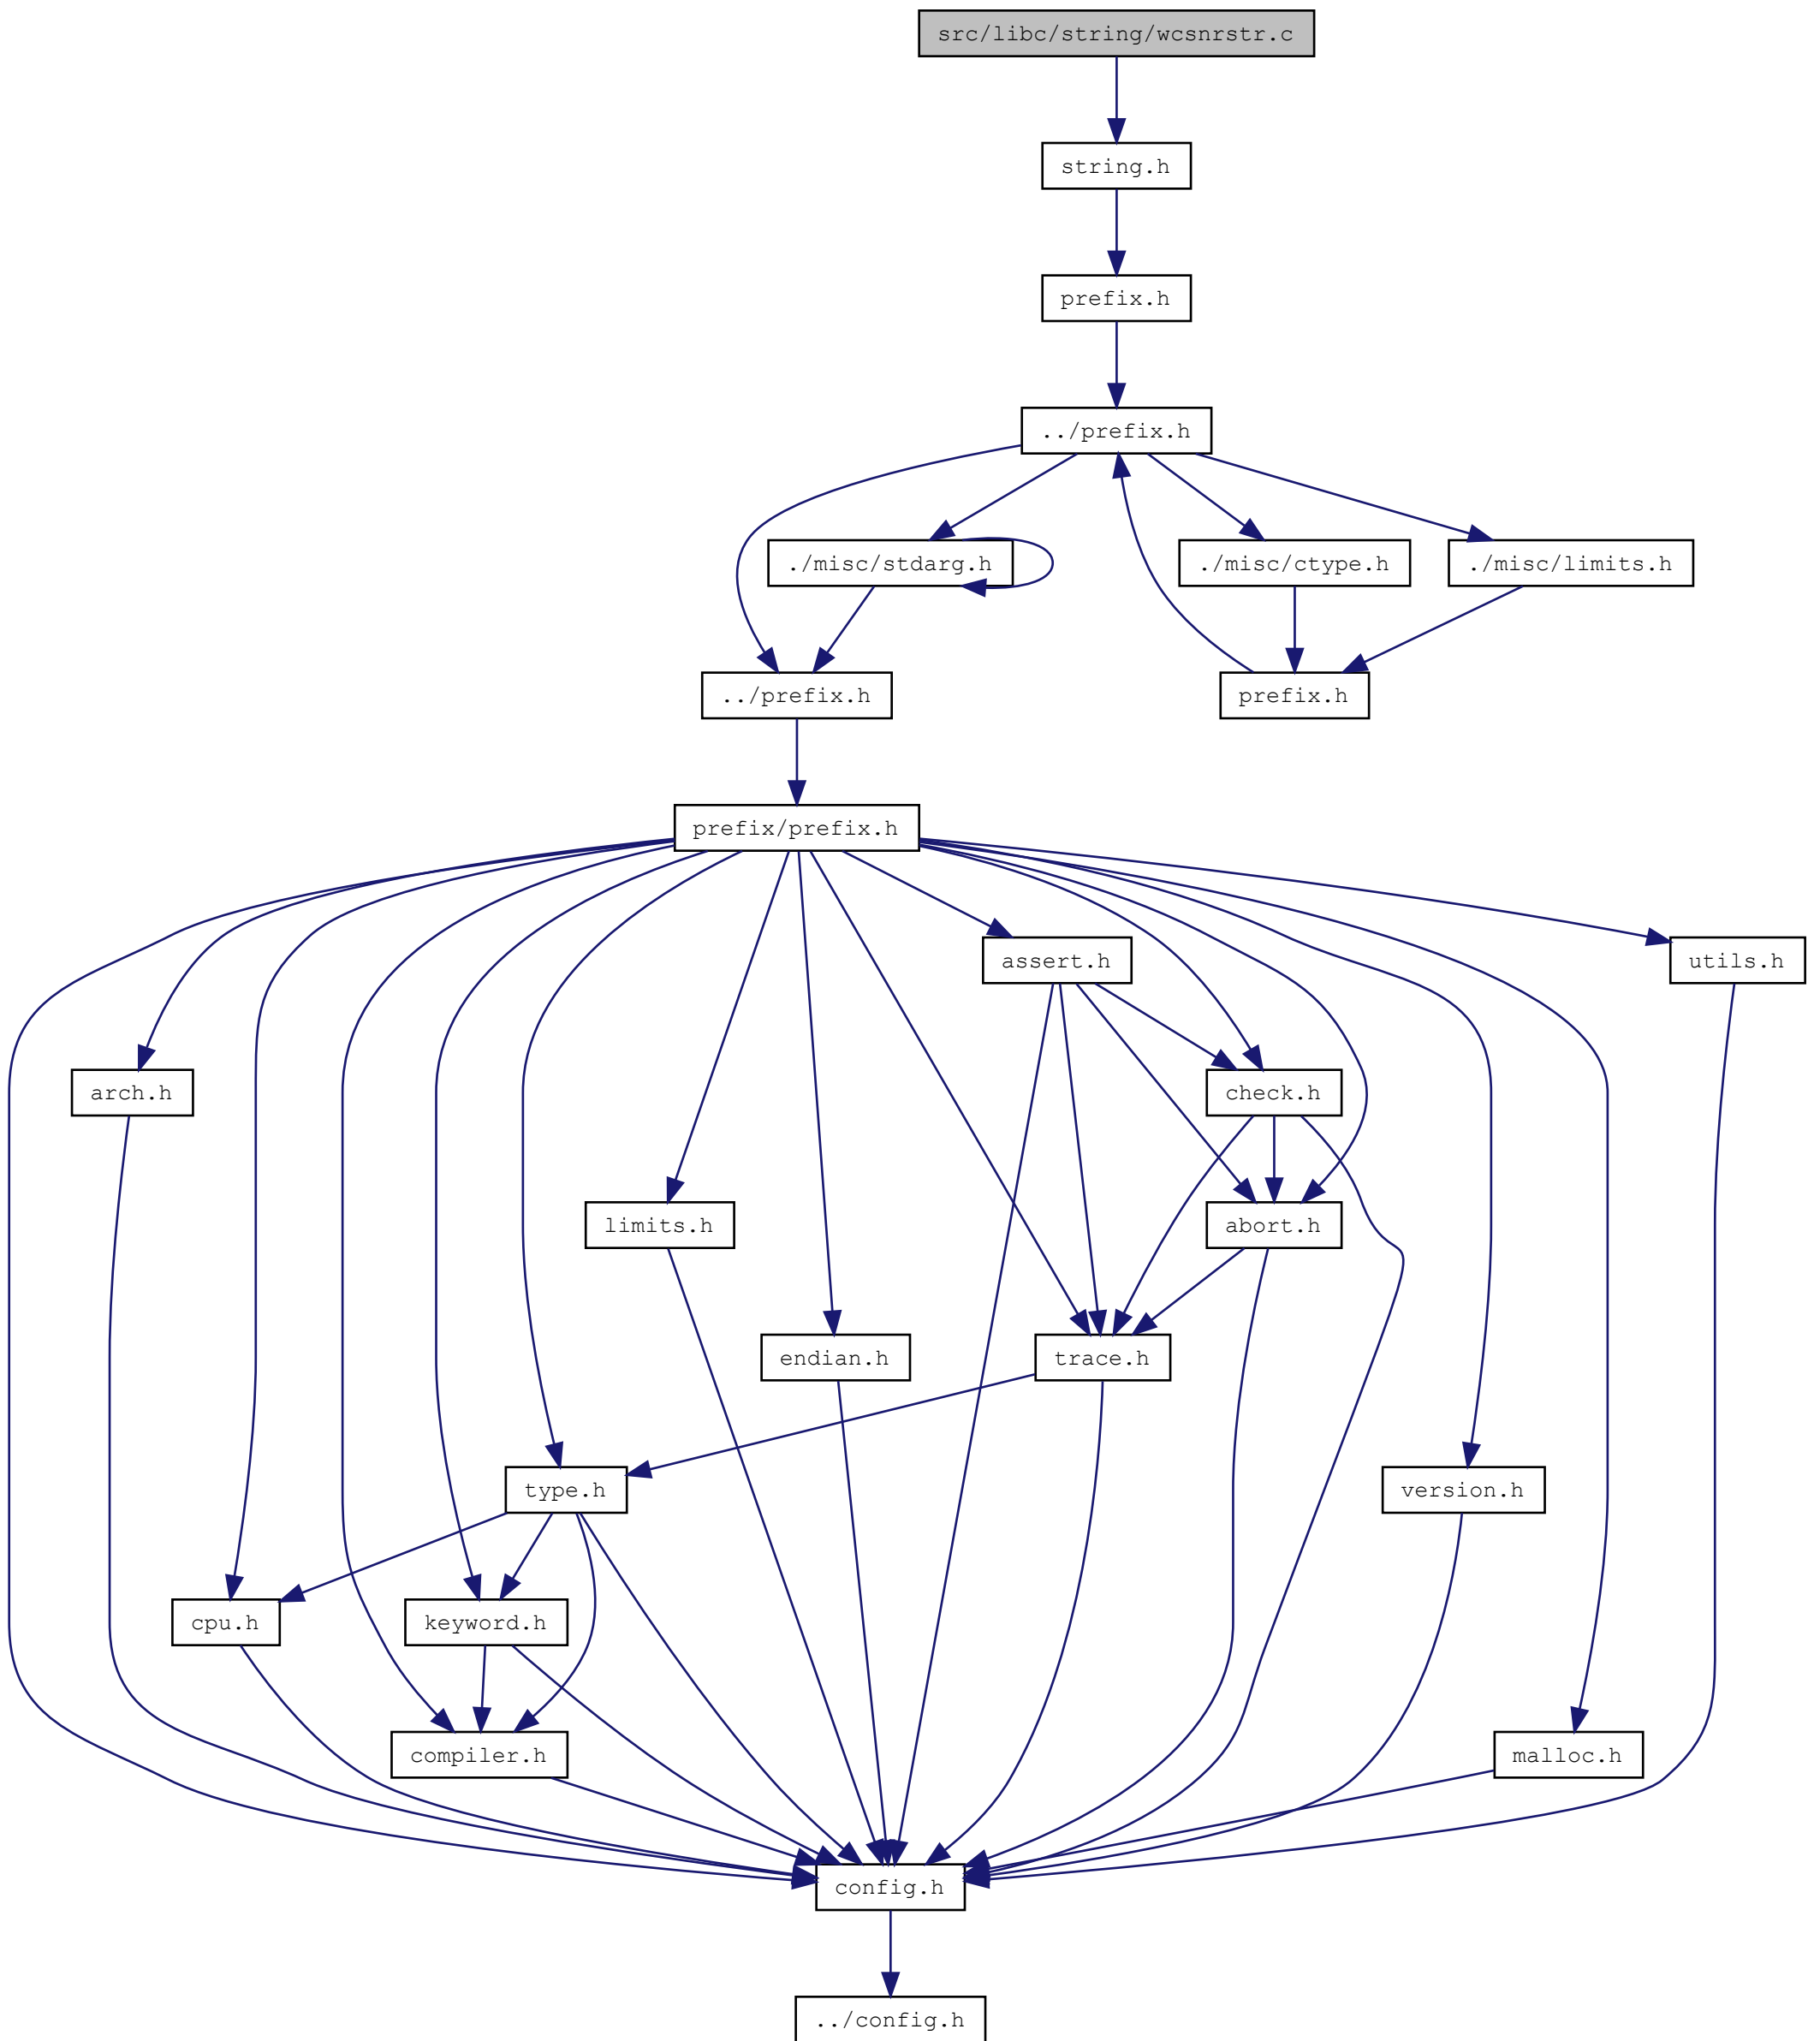 src/libc/string/wcsnrstr.c
string.h
prefix.h
../prefix.h
./misc/stdarg.h
./misc/ctype.h
./misc/limits.h
../prefix.h
prefix.h
prefix/prefix.h
assert.h
utils.h
arch.h
check.h
limits.h
abort.h
endian.h
trace.h
type.h
version.h
cpu.h
keyword.h
compiler.h
malloc.h
config.h
../config.h